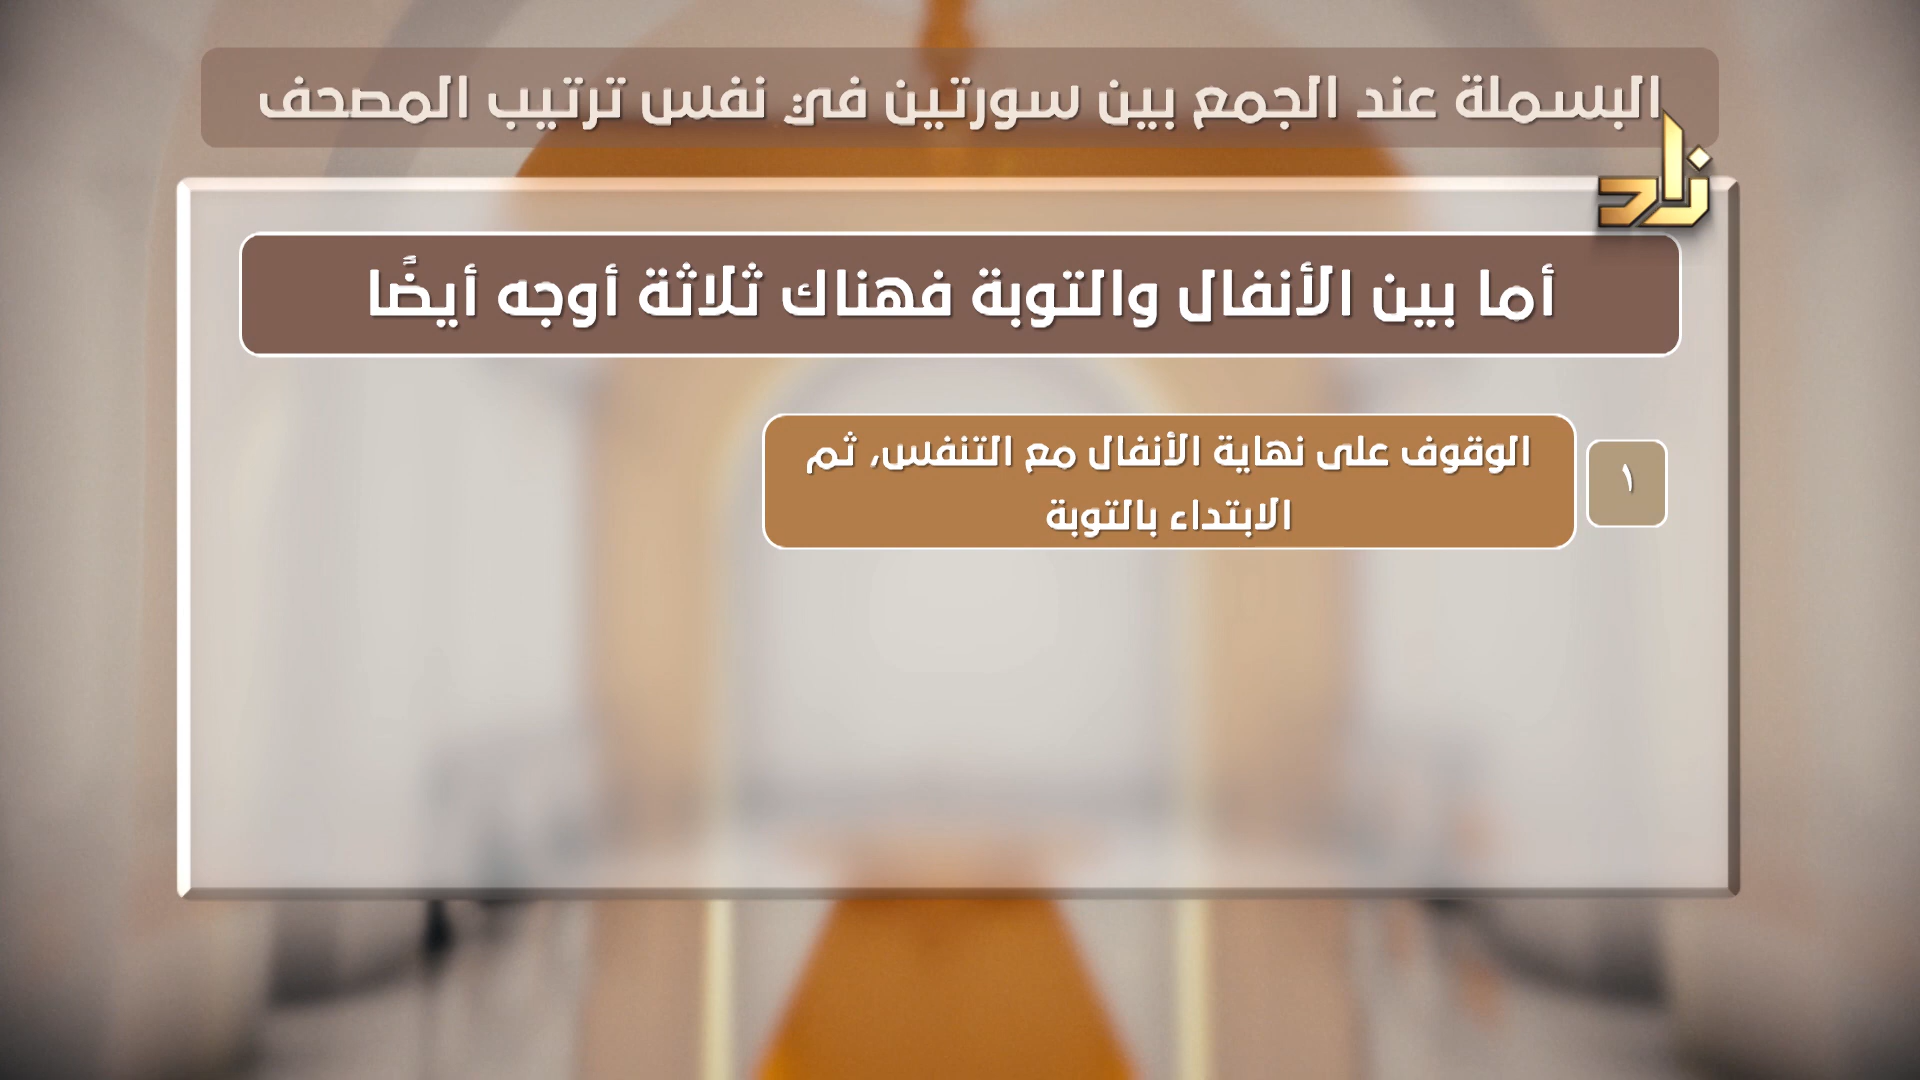 البسملة عند الجمع بين سورتين في نفس ترتيب المصحف
زاد
أما بين الأنفال والتوبة فهناك ثلاثة أوجه أيضًا
١
الوقوف على نهاية الأنفال مع التنفس، ثم
الابتداء بالتوبة